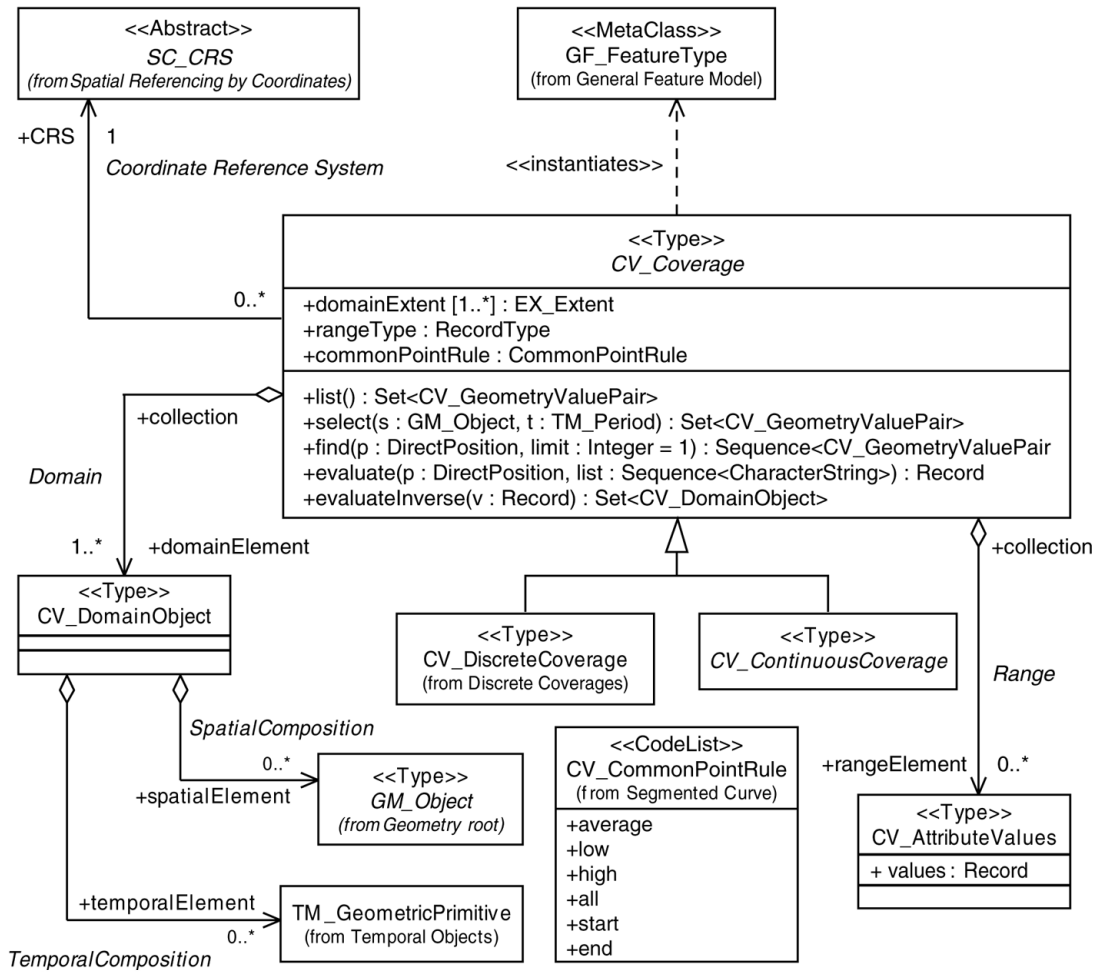 <<Abstract>>
SC_CRS
(from Spatial Referencing by Coordinates)
<<MetaClass>>
GF_FeatureType
(from General Feature Model)
+CRS
1
Coordinate Reference System
<<instantiates>>
0..*
<<Type>>
CV_Coverage
+domainExtent [1..*] : EX_Extent
+rangeType : RecordType
+commonPointRule : CommonPointRule
+list() : Set<CV_GeometryValuePair>
+select(s : GM_Object, t : TM_Period) : Set<CV_GeometryValuePair>
+find(p : DirectPosition, limit : Integer = 1) : Sequence<CV_GeometryValuePair
+evaluate(p : DirectPosition, list : Sequence<CharacterString>) : Record
+evaluateInverse(v : Record) : Set<CV_DomainObject>
+collection
Domain
1..*
+domainElement
<<Type>>
CV_DomainObject
+collection
<<Type>>
CV_DiscreteCoverage
(from Discrete Coverages)
<<Type>>
CV_ContinuousCoverage
Range
SpatialComposition
0..*
+spatialElement
<<Type>>
GM_Object
(from Geometry root)
<<CodeList>>
CV_CommonPointRule
(from Segmented Curve)
+average
+low
+high
+all
+start
+end
+rangeElement
0..*
<<Type>>
CV_AttributeValues
+ values : Record
+temporalElement
0..*
TemporalComposition
TM_GeometricPrimitive
(from Temporal Objects)